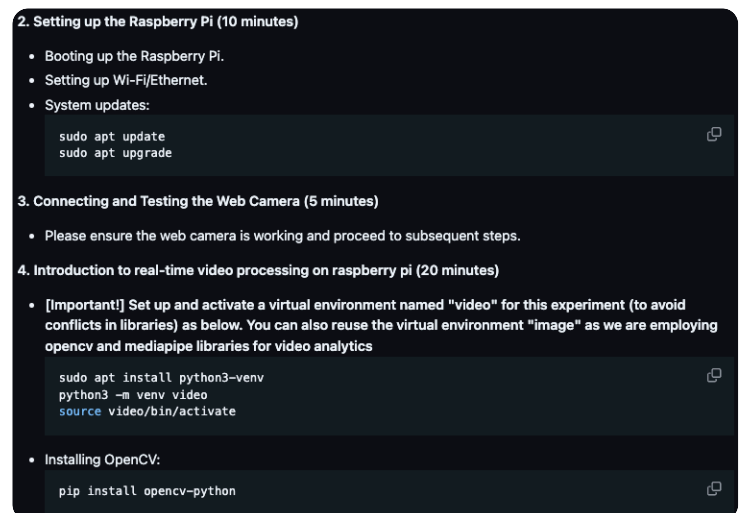 2. Setting up the Raspberry Pi (10 minutes)
• Booting up the Raspberry Pi.
• Setting up Wi-Fi/Ethernet.
• System updates:
sudo apt update
sudo apt upgrade
3. Connecting and Testing the Web Camera (5 minutes)
• Please ensure the web camera is working and proceed to subsequent steps.
4. Introduction to real-time video processing on raspberry pi (20 minutes)
• [Important!] Set up and activate a virtual environment named "video" for this experiment (to avoid
conflicts in libraries) as below. You can also reuse the virtual environment "image" as we are employing
opencv and mediapipe libraries for video analytics
sudo apt install python3-venv
python3 -m venv video
source video/bin/activate
• Installing OpenCV:
pip install opencv-python